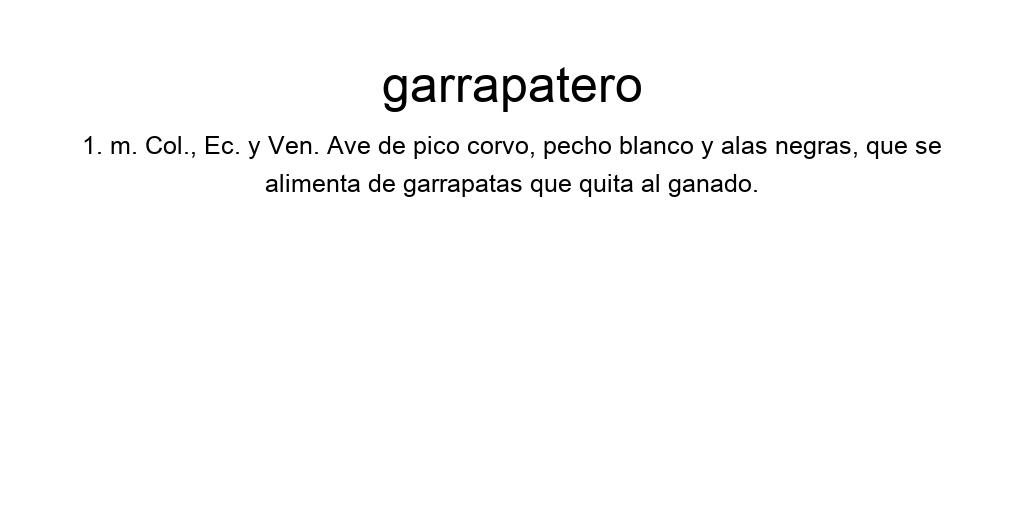 garrapatero
1. m. Col., Ec. y Ven. Ave de pico corvo, pecho blanco y alas negras, que se
alimenta de garrapatas que quita al ganado.